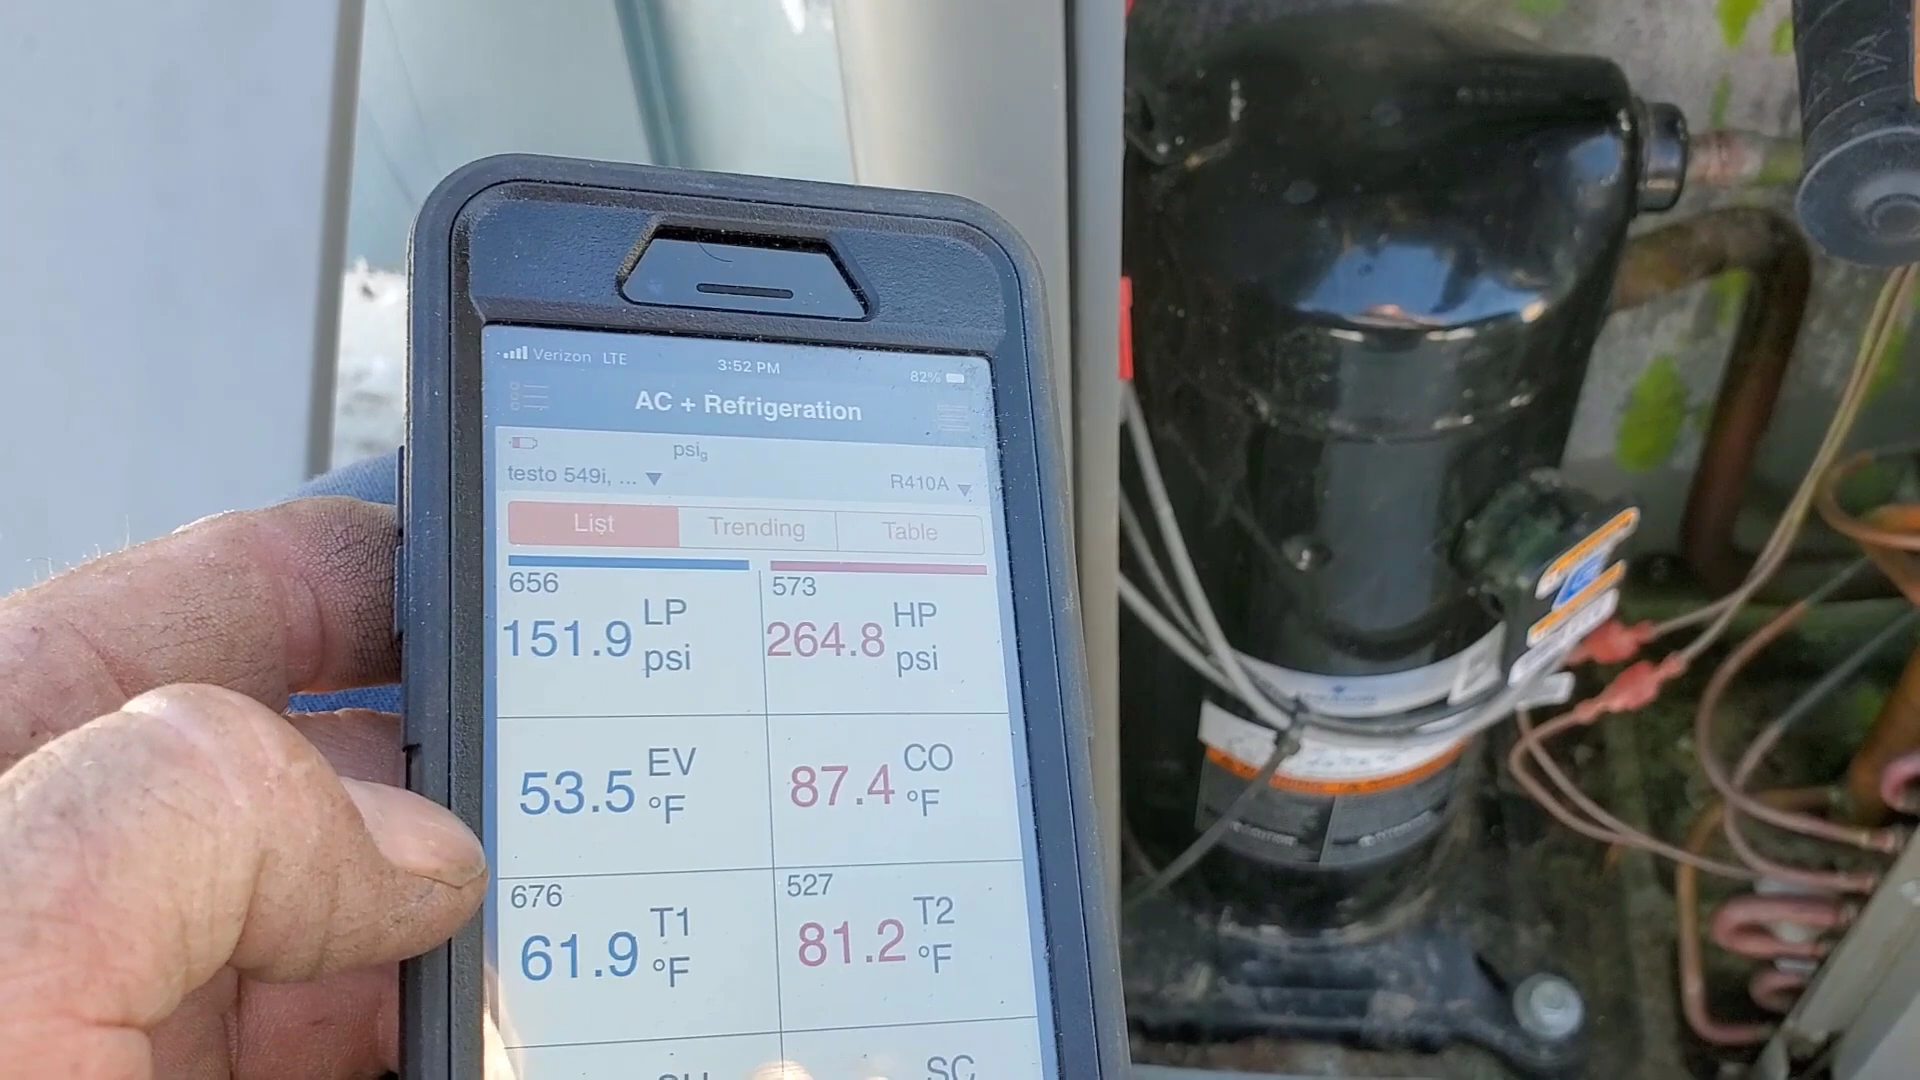 Verizon LTE 3:52 PM 82%
AC + Refrigeration
psig
testo 549i, ... R410A
List Trending Table
656 573
151.9 LP psi 264.8 HP psi
53.5 EV °F 87.4 CO °F
676 527
61.9 T1 °F 81.2 T2 °F
SH SC